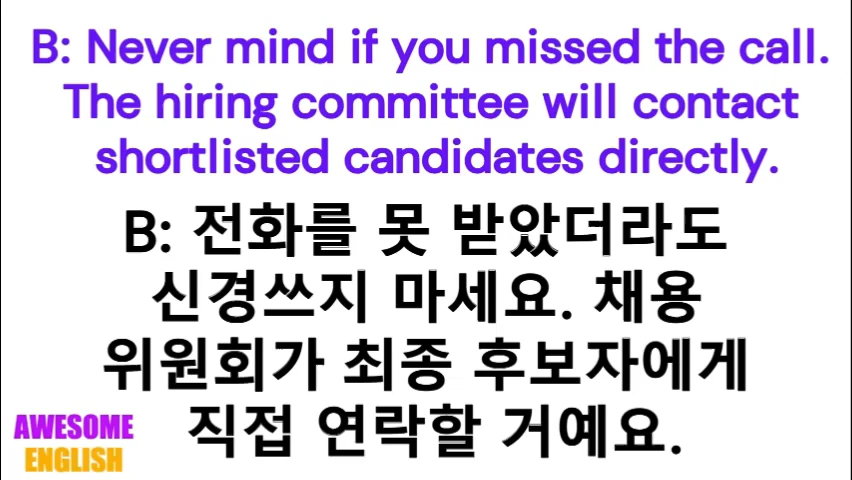 B: Never mind if you missed the call.
The hiring committee will contact
shortlisted candidates directly.
B: 전화를 못 받았더라도
신경쓰지 마세요. 채용
위원회가 최종 후보자에게
직접 연락할 거예요.
AWESOME
ENGLISH